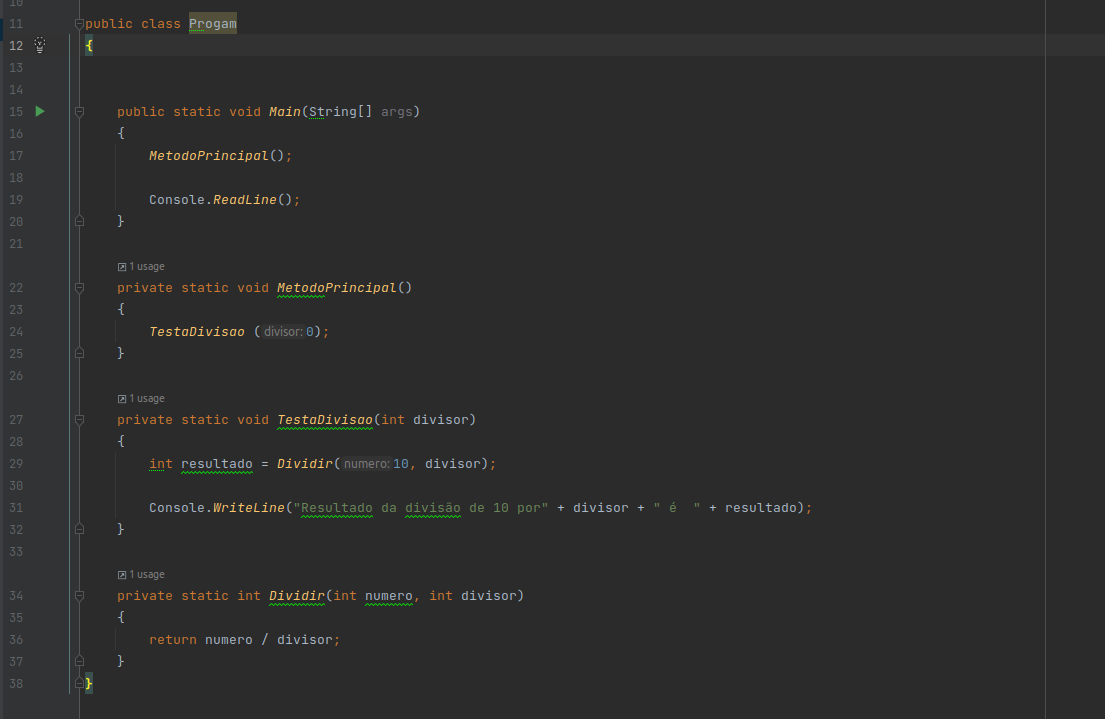 10
11 public class Progam
12 {
13
14
15 public static void Main(String[] args)
16 {
17 MetodoPrincipal();
18
19 Console.ReadLine();
20 }
21
1 usage
22 private static void MetodoPrincipal()
23 {
24 TestaDivisao (divisor:0);
25 }
26
1 usage
27 private static void TestaDivisao(int divisor)
28 {
29 int resultado = Dividir(numero:10, divisor);
30
31 Console.WriteLine("Resultado da divisão de 10 por" + divisor + " é  " + resultado);
32 }
33
1 usage
34 private static int Dividir(int numero, int divisor)
35 {
36 return numero / divisor;
37 }
38 }